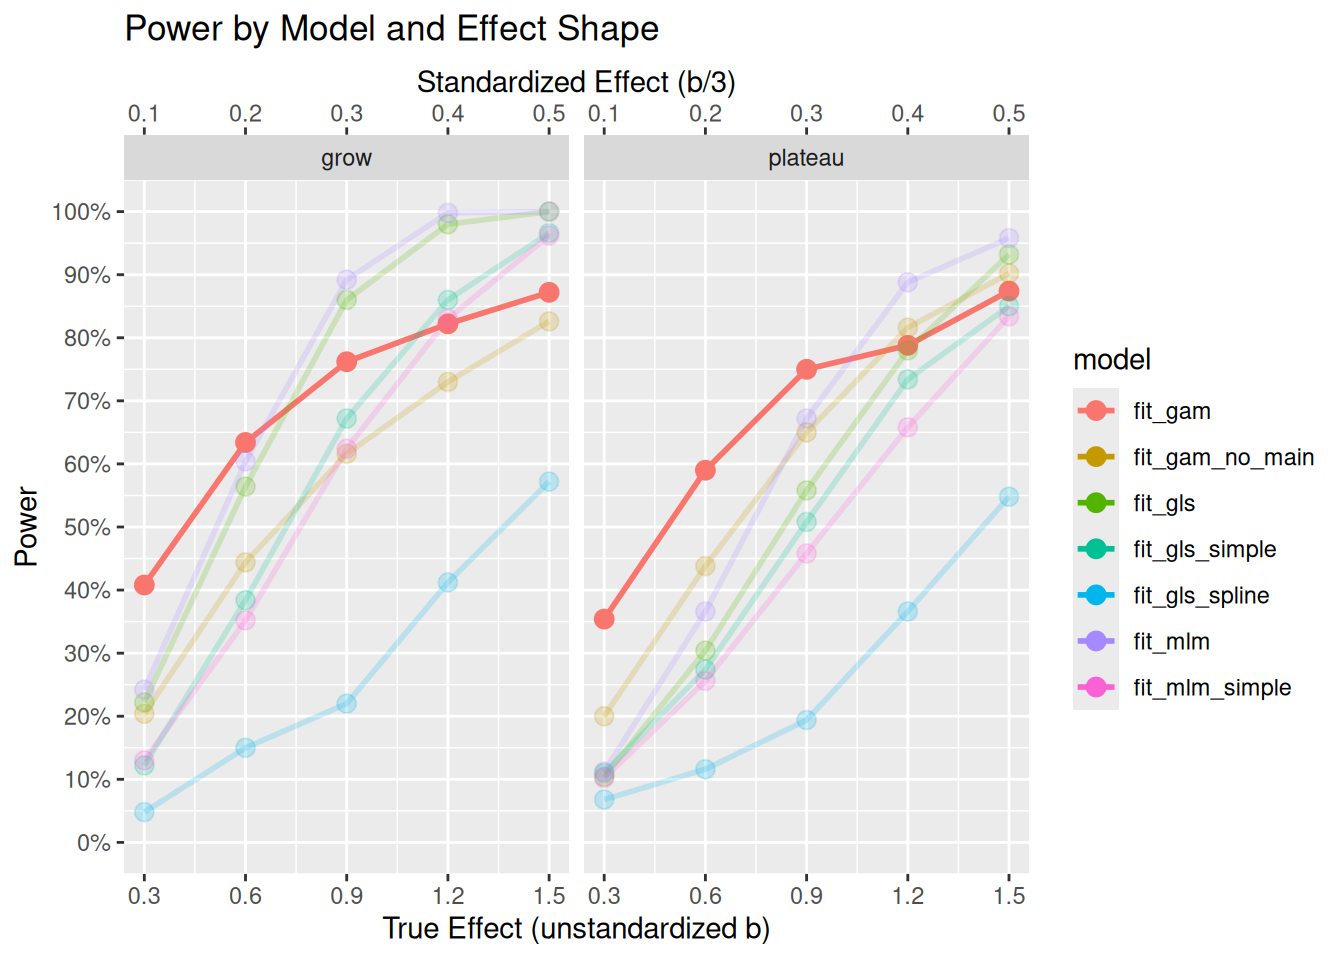 Power by Model and Effect Shape
Standardized Effect (b/3)
0.1 0.2 0.3 0.4 0.5 0.1 0.2 0.3 0.4 0.5
grow plateau
100%
90%
80%
70%
60%
50%
40%
30%
20%
10%
0%
Power
0.3 0.6 0.9 1.2 1.5 0.3 0.6 0.9 1.2 1.5
True Effect (unstandardized b)
model
fit_gam
fit_gam_no_main
fit_gls
fit_gls_simple
fit_gls_spline
fit_mlm
fit_mlm_simple